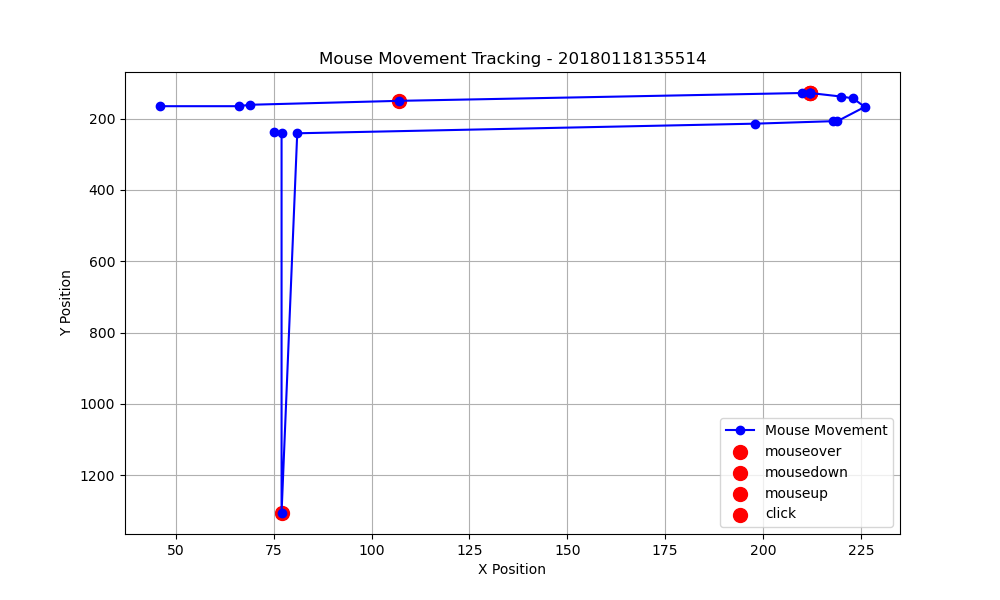 Mouse Movement Tracking - 20180118135514
200
400
600
800
1000
1200
Y Position
50
75
100
125
150
175
200
225
X Position
Mouse Movement
mouseover
mousedown
mouseup
click